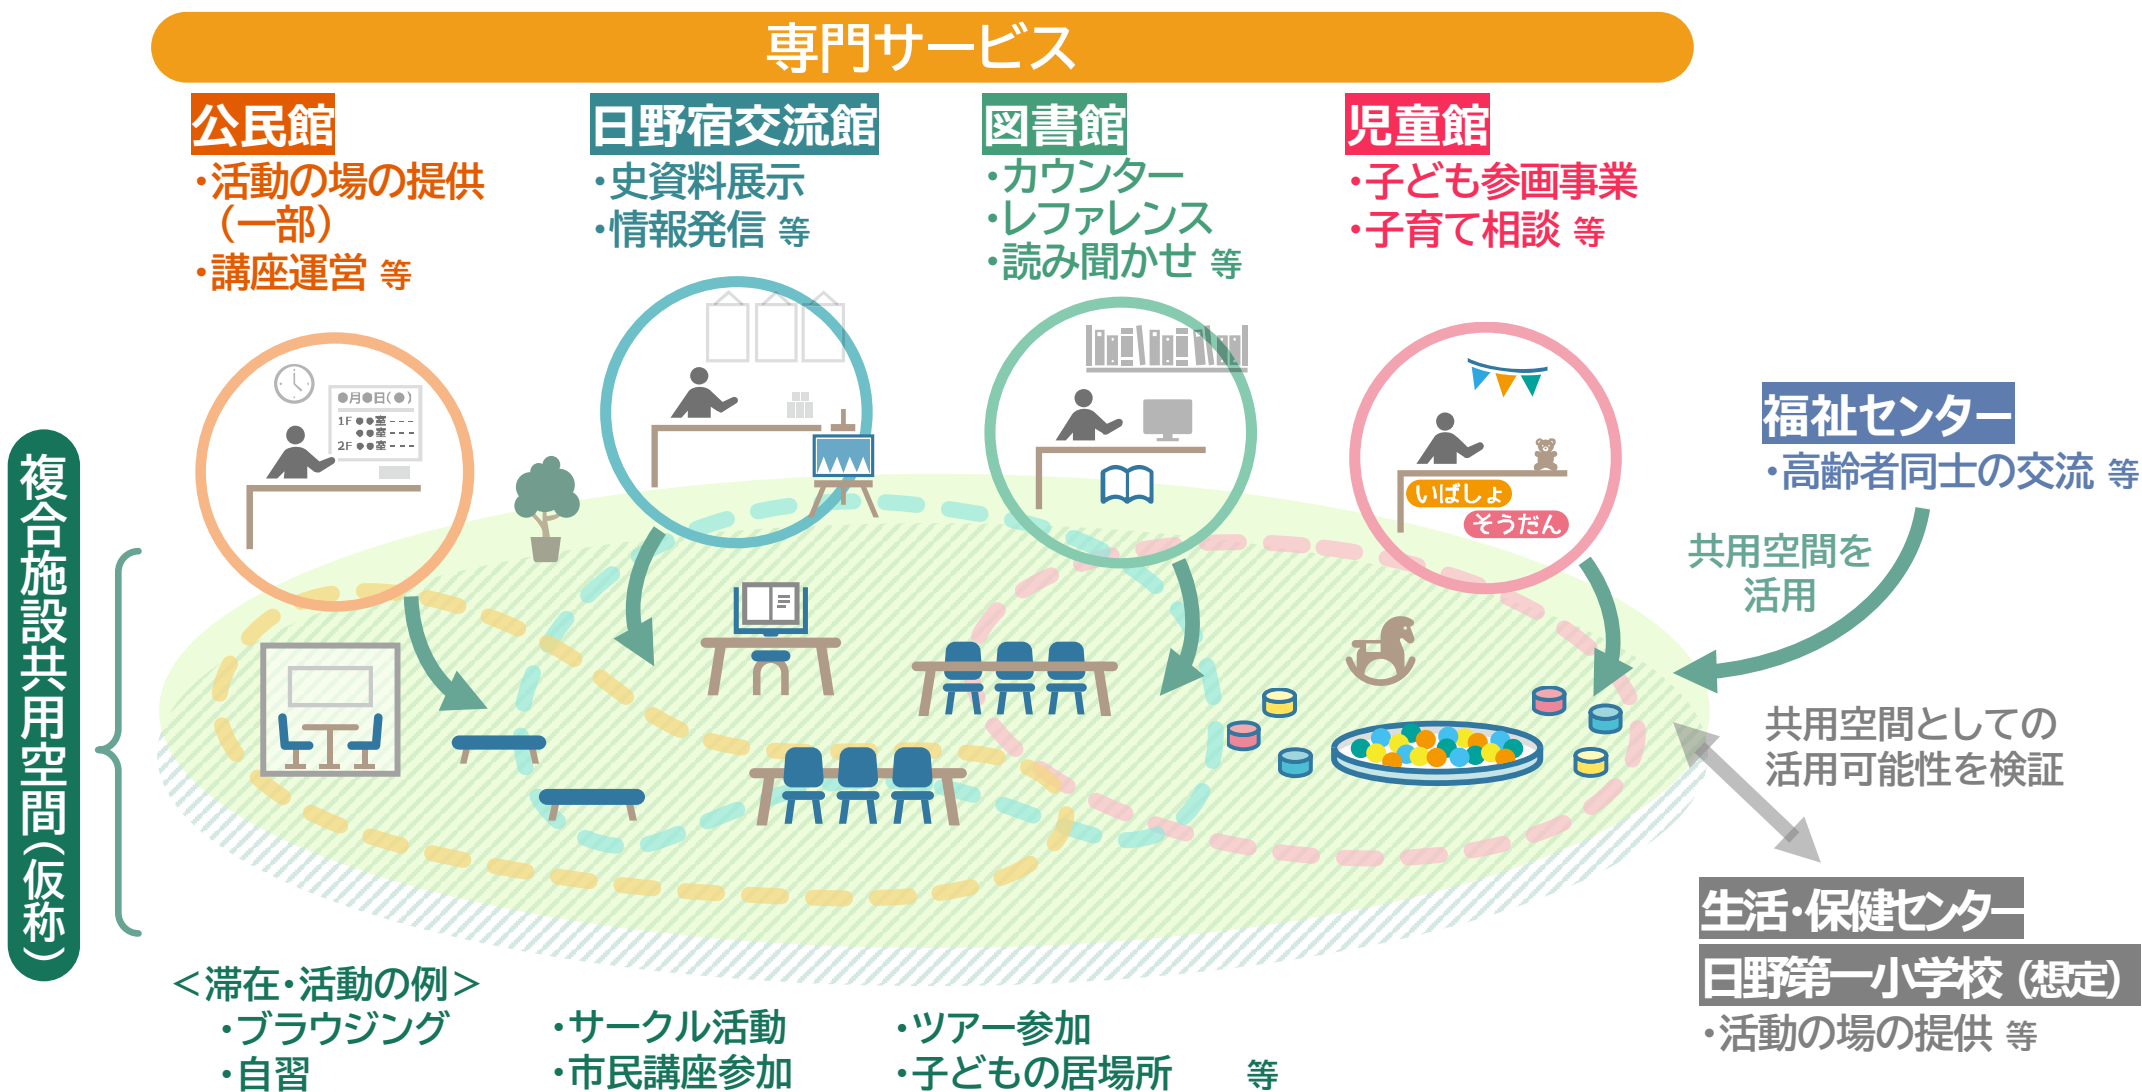 専門サービス
公民館
・活動の場の提供
（一部）
・講座運営 等
日野宿交流館
・史資料展示
・情報発信 等
図書館
・カウンター
・レファレンス
・読み聞かせ 等
児童館
・子ども参画事業
・子育て相談 等
●月●日(●)
1F ●●室 ---
●●室 ---
2F ●●室 ---
いばしょ
そうだん
福祉センター
・高齢者同士の交流 等
共用空間を
活用
共用空間としての
活用可能性を検証
生活・保健センター
日野第一小学校（想定）
・活動の場の提供 等
複合施設共用空間（仮称）
＜滞在・活動の例＞
・ブラウジング
・自習
・サークル活動
・市民講座参加
・ツアー参加
・子どもの居場所 等